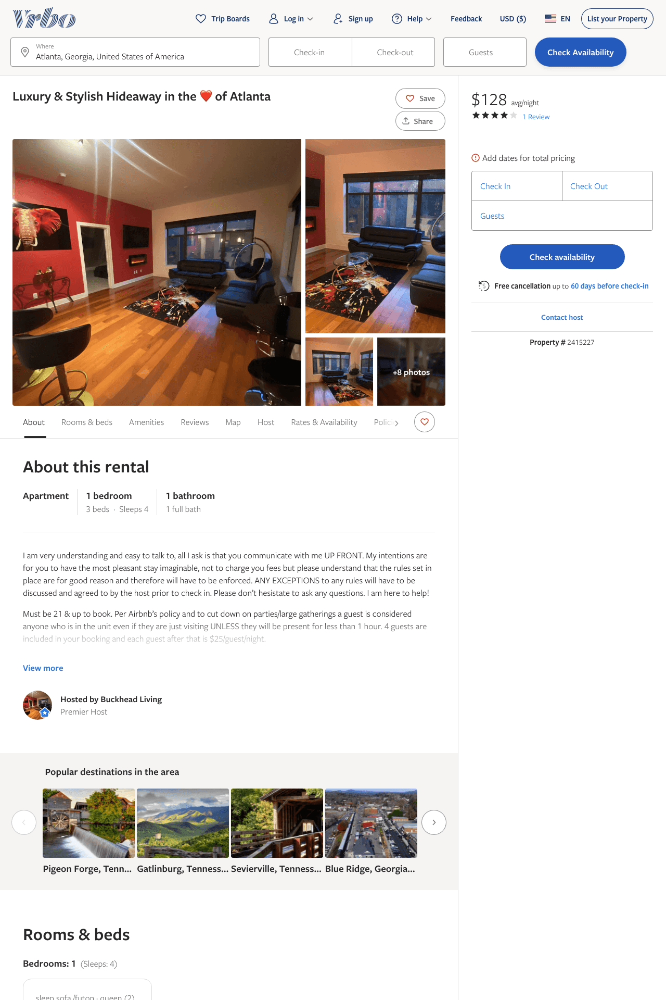 Vrbo
Trip Boards
Log in
Sign up
Help
Feedback
USD ($)
EN
List your Property
Where
Atlanta, Georgia, United States of America
Check-in
Check-out
Guests
Check Availability
Luxury & Stylish Hideaway in the ❤️ of Atlanta
Save
Share
+8 photos
$128 avg/night
1 Review
Add dates for total pricing
Check In
Check Out
Guests
Check availability
Free cancellation up to 60 days before check-in
Contact host
Property # 2415227
About
Rooms & beds
Amenities
Reviews
Map
Host
Rates & Availability
Polici
About this rental
Apartment
1 bedroom
3 beds · Sleeps 4
1 bathroom
1 full bath
I am very understanding and easy to talk to, all I ask is that you communicate with me UP FRONT. My intentions are
for you to have the most pleasant stay imaginable, not to charge you fees but please understand that the rules set in
place are for good reason and therefore will have to be enforced. ANY EXCEPTIONS to any rules will have to be
discussed and agreed to by the host prior to check in. Please don’t hesistate to ask any questions. I am here to help!
Must be 21 & up to book. Per Airbnb’s policy and to cut down on parties/large gatherings a guest is considered
anyone who is in the unit even if they are just visiting UNLESS they will be present for less than 1 hour. 4 guests are
included in your booking and each guest after that is $25/guest/night.
View more
Hosted by Buckhead Living
Premier Host
Popular destinations in the area
Pigeon Forge, Tenn...
Gatlinburg, Tenness...
Sevierville, Tenness...
Blue Ridge, Georgia...
Rooms & beds
Bedrooms: 1 (Sleeps: 4)
sleep sofa /futon · queen (2)